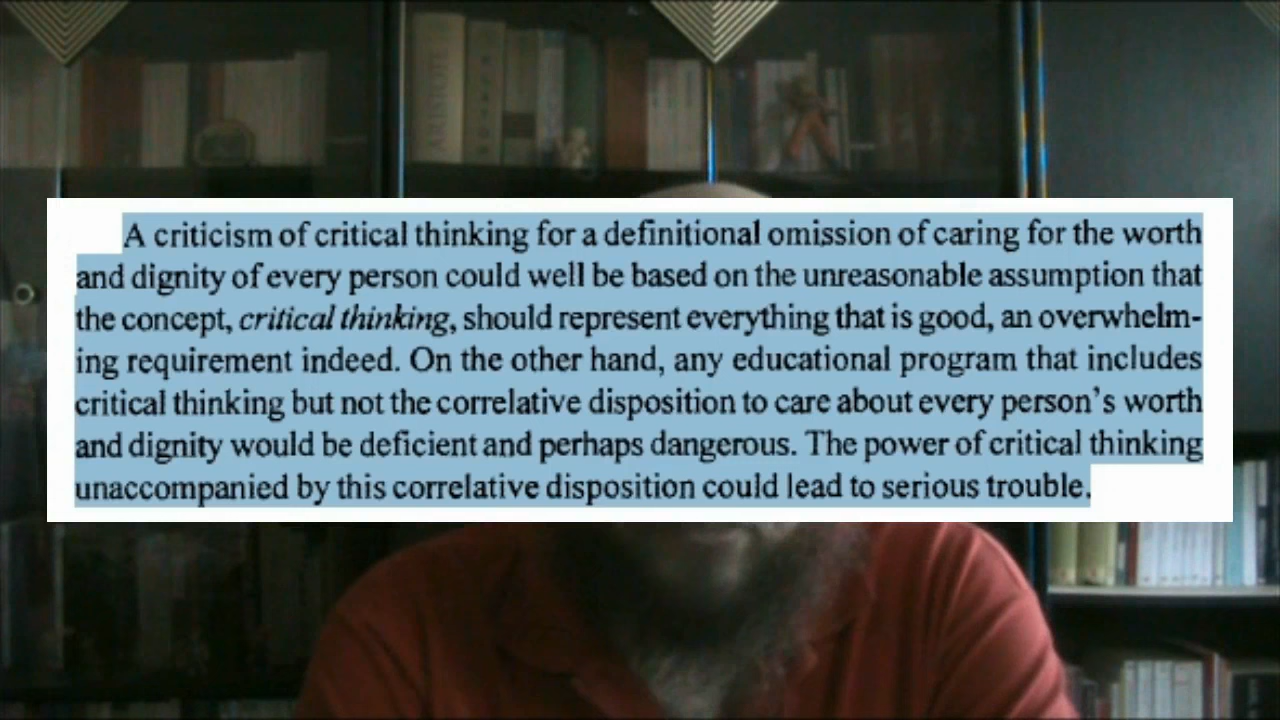 ARISTOTLE
PLATO
A criticism of critical thinking for a definitional omission of caring for the worth
and dignity of every person could well be based on the unreasonable assumption that
the concept, critical thinking, should represent everything that is good, an overwhelm-
ing requirement indeed. On the other hand, any educational program that includes
critical thinking but not the correlative disposition to care about every person's worth
and dignity would be deficient and perhaps dangerous. The power of critical thinking
unaccompanied by this correlative disposition could lead to serious trouble.